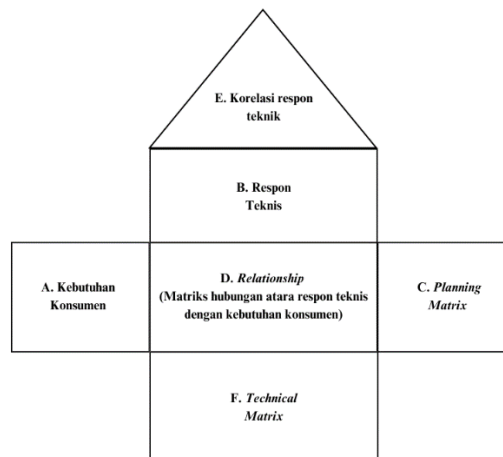 E. Korelasi respon
teknik
B. Respon
Teknis
A. Kebutuhan
Konsumen
D. Relationship
(Matriks hubungan atara respon teknis
dengan kebutuhan konsumen)
C. Planning
Matrix
F. Technical
Matrix